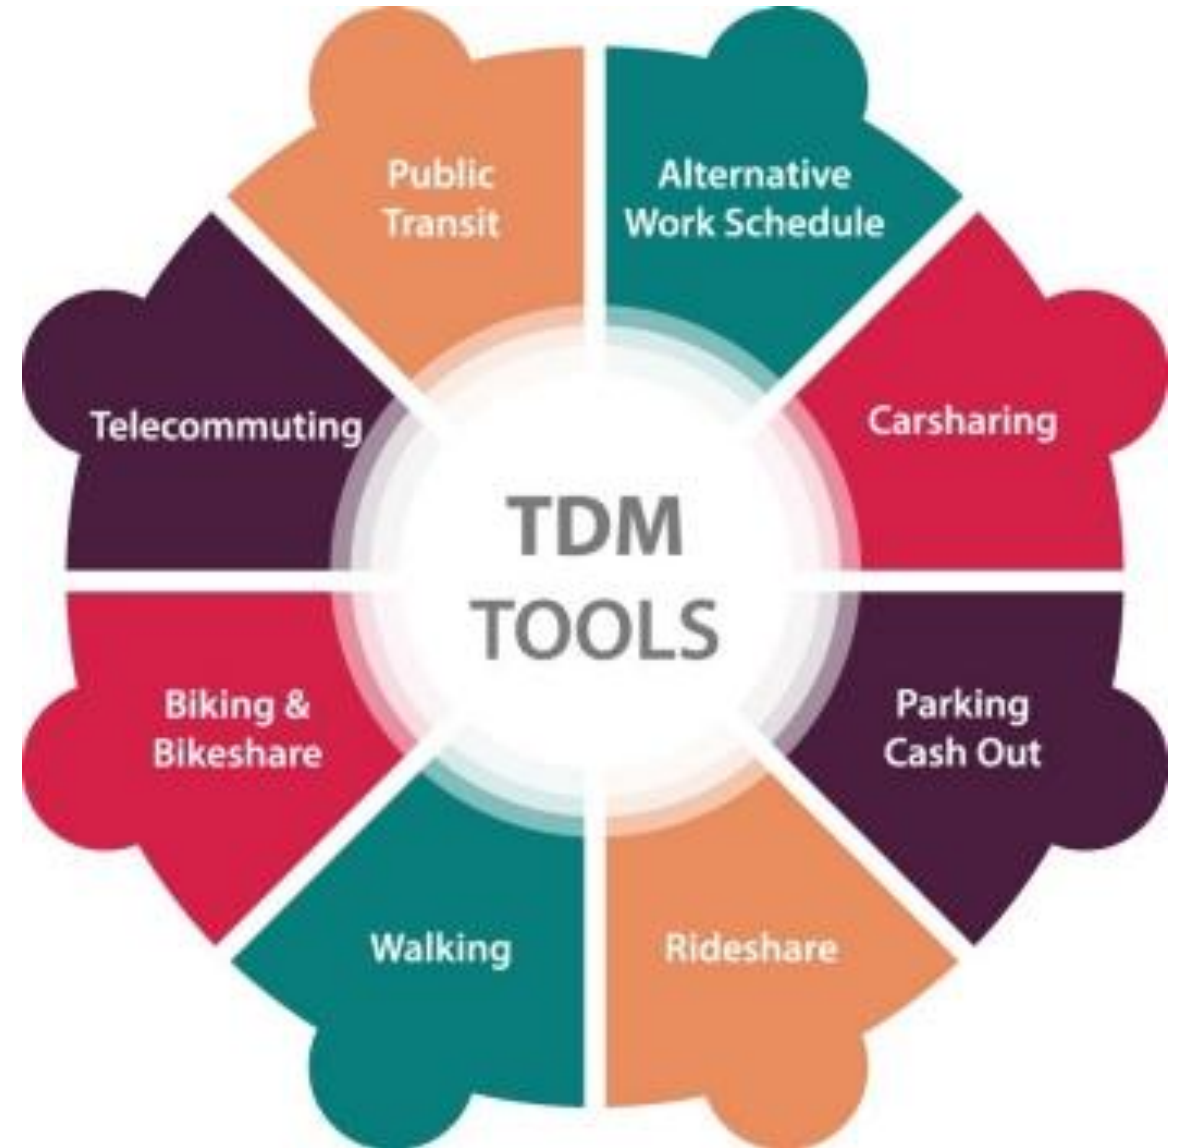 Public
Transit
Alternative
Work Schedule
Telecommuting
Carsharing
TDM
TOOLS
Biking &
Bikeshare
Parking
Cash Out
Walking
Rideshare